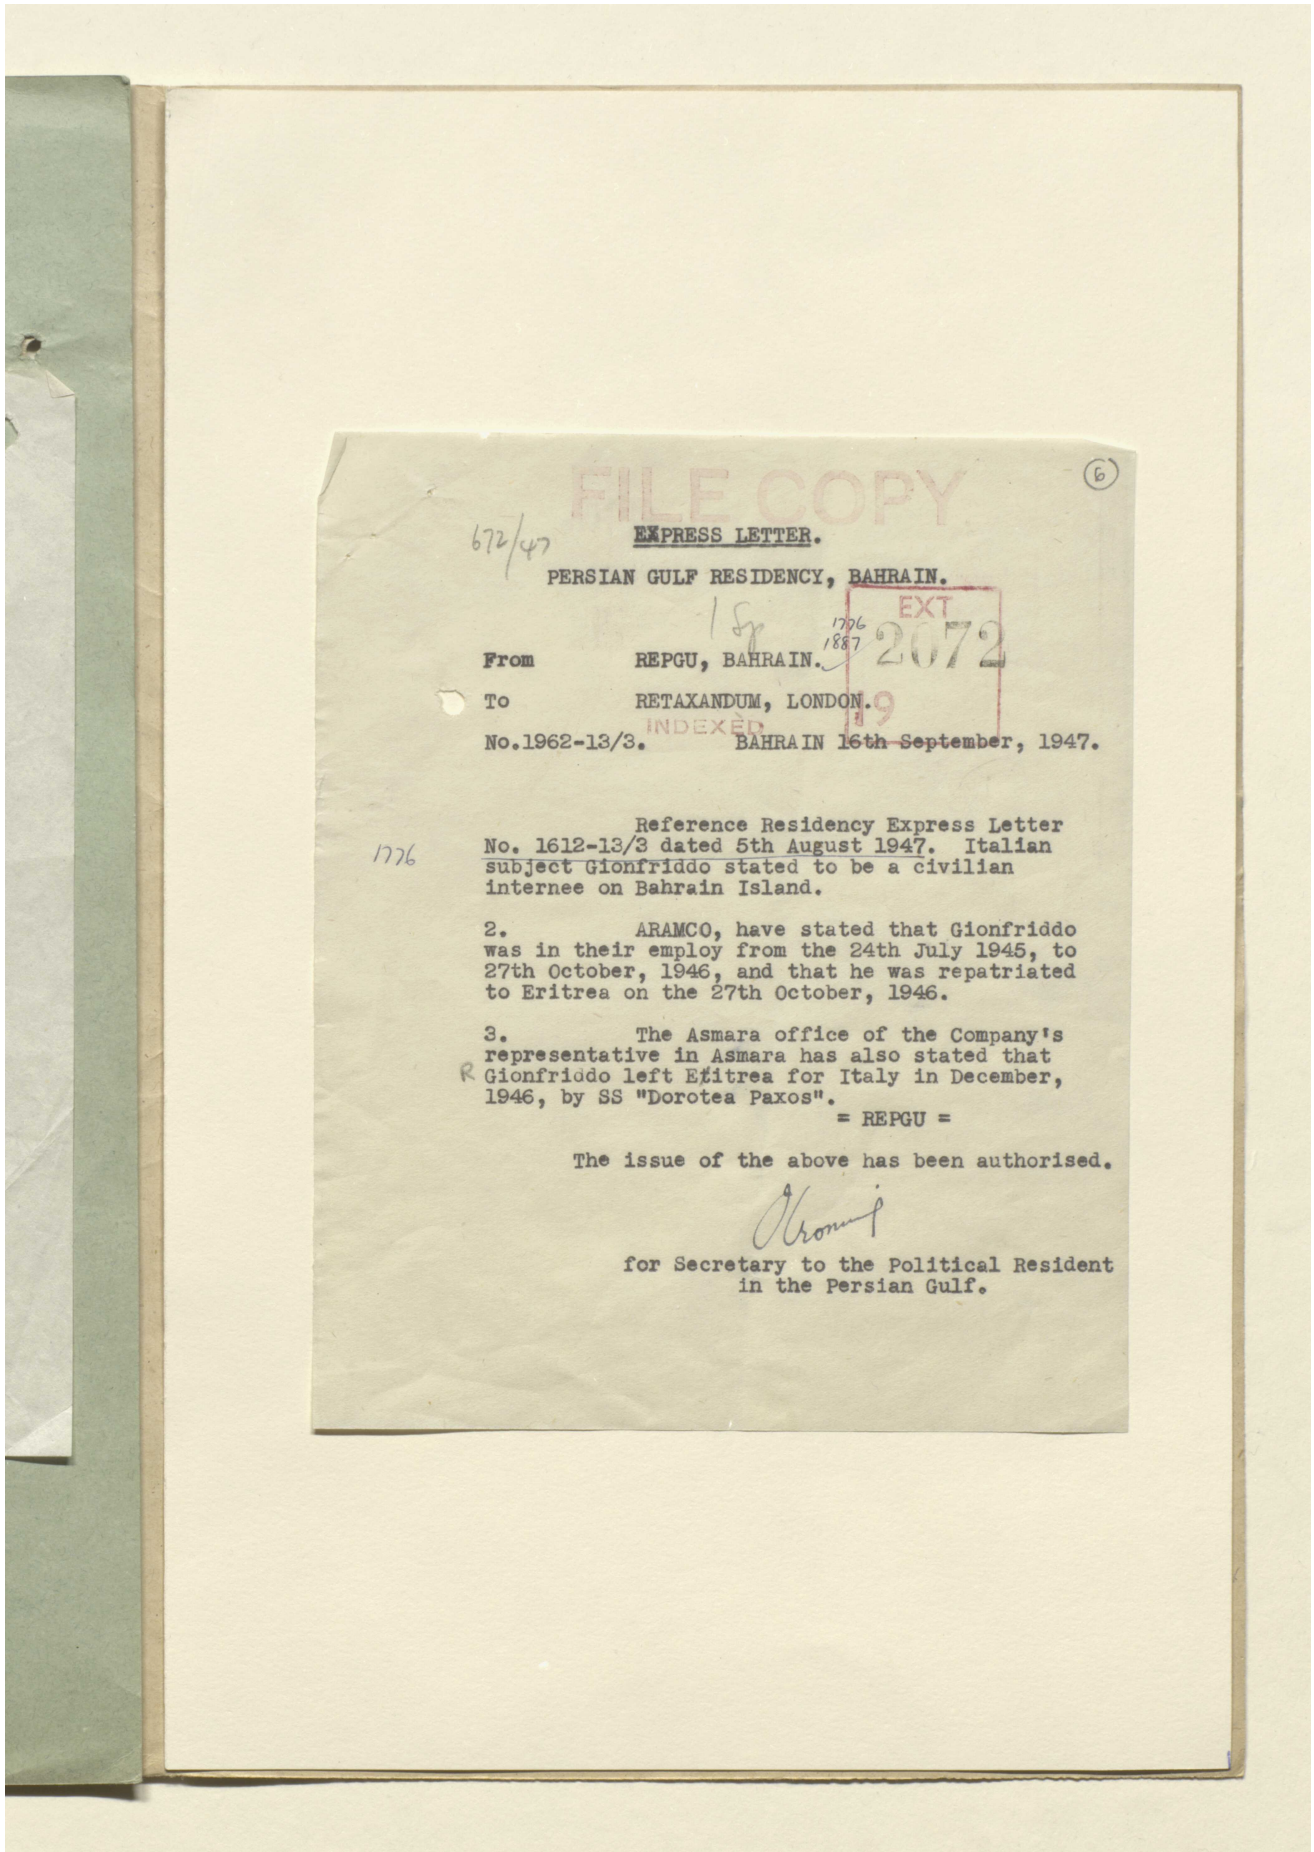 6
FILE COPY
672/47
EXPRESS LETTER.
PERSIAN GULF RESIDENCY, BAHRAIN.
EXT
1776
1887
2072
From REPGU, BAHRAIN.
To RETAXANDUM, LONDON.
19
INDEXED
No.1962-13/3. BAHRAIN 16th September, 1947.
Reference Residency Express Letter
1776
No. 1612-13/3 dated 5th August 1947. Italian
subject Gionfriddo stated to be a civilian
internee on Bahrain Island.
2. ARAMCO, have stated that Gionfriddo
was in their employ from the 24th July 1945, to
27th October, 1946, and that he was repatriated
to Eritrea on the 27th October, 1946.
3. The Asmara office of the Company's
representative in Asmara has also stated that
R Gionfriddo left Etitrea for Italy in December,
1946, by SS "Dorotea Paxos".
= REPGU =
The issue of the above has been authorised.
for Secretary to the Political Resident
in the Persian Gulf.